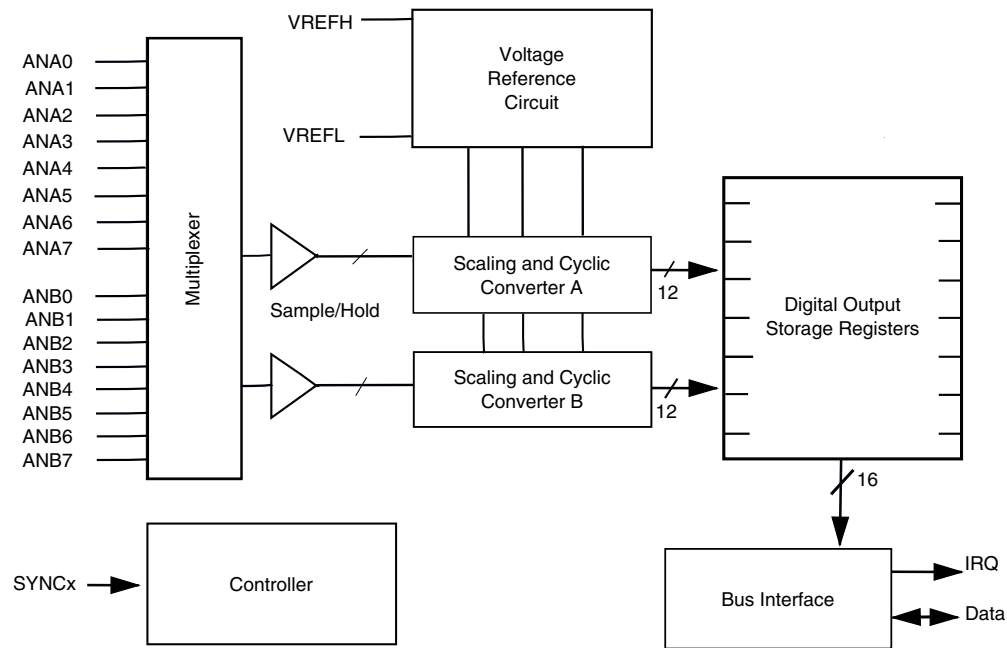 ANA0
ANA1
ANA2
ANA3
ANA4
ANA5
ANA6
ANA7
ANB0
ANB1
ANB2
ANB3
ANB4
ANB5
ANB6
ANB7
Multiplexer
Sample/Hold
VREFH
VREFL
Voltage
Reference
Circuit
Scaling and Cyclic
Converter A
12
Scaling and Cyclic
Converter B
12
Digital Output
Storage Registers
16
SYNCx
Controller
Bus Interface
IRQ
Data